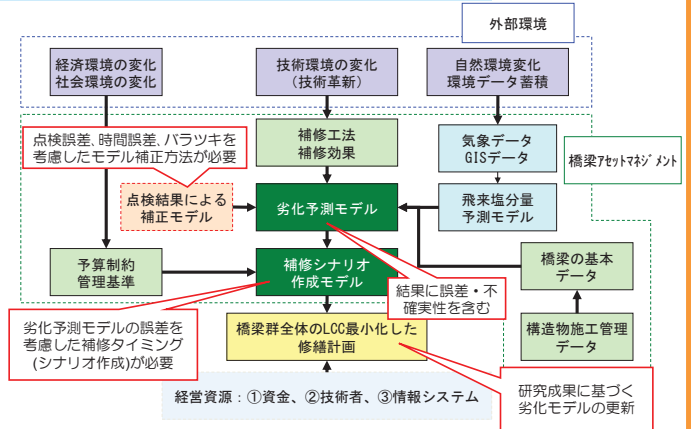 外部環境
経済環境の変化
社会環境の変化
技術環境の変化
(技術革新)
自然環境変化
環境データ蓄積
点検誤差、時間誤差、バラツキを
考慮したモデル補正方法が必要
補修工法
補修効果
気象データ
GISデータ
橋梁アセットマネジメント
点検結果による
補正モデル
劣化予測モデル
飛来塩分量
予測モデル
予算制約
管理基準
補修シナリオ
作成モデル
結果に誤差・不
確実性を含む
橋梁の基本
データ
劣化予測モデルの誤差を
考慮した補修タイミング
(シナリオ作成)が必要
橋梁群全体のLCC最小化した
修繕計画
構造物施工管理
データ
経営資源：①資金、②技術者、③情報システム
研究成果に基づく
劣化モデルの更新